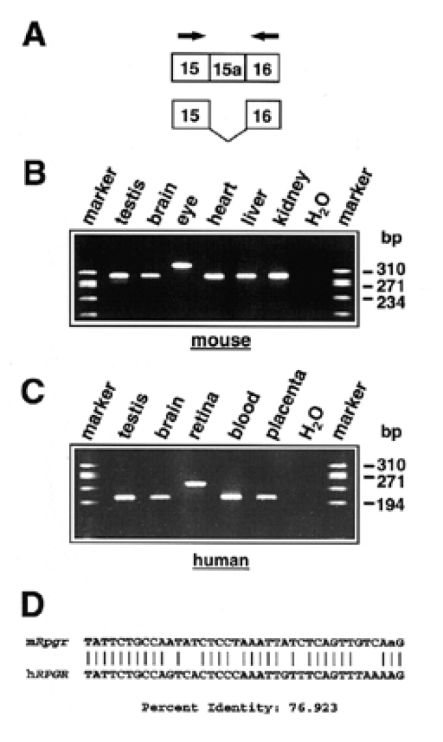 A
15 15a 16
15 16
B
marker testis brain eye heart liver kidney H2O marker
bp
310
271
234
mouse
C
marker testis brain retina blood placenta H2O marker
bp
310
271
194
human
D
mRpgr TATTCTGCCAATATCTCCTAAATTATCTCAGTTGTCAaG
hRPGR TATTCTGCCAGTCACTCCCAAATTGTTTCAGTTTAAAAG
Percent Identity: 76.923